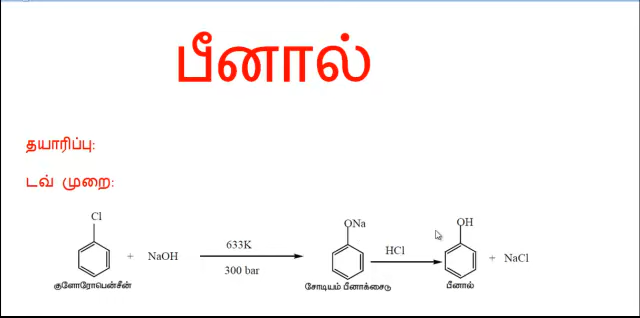 பீனால்
தயாரிப்பு:
டவ் முறை:
Cl ONa OH
+ NaOH 633K 300 bar HCl + NaCl
குளோரோபென்சீன் சோடியம் பீனாக்சைடு பீனால்